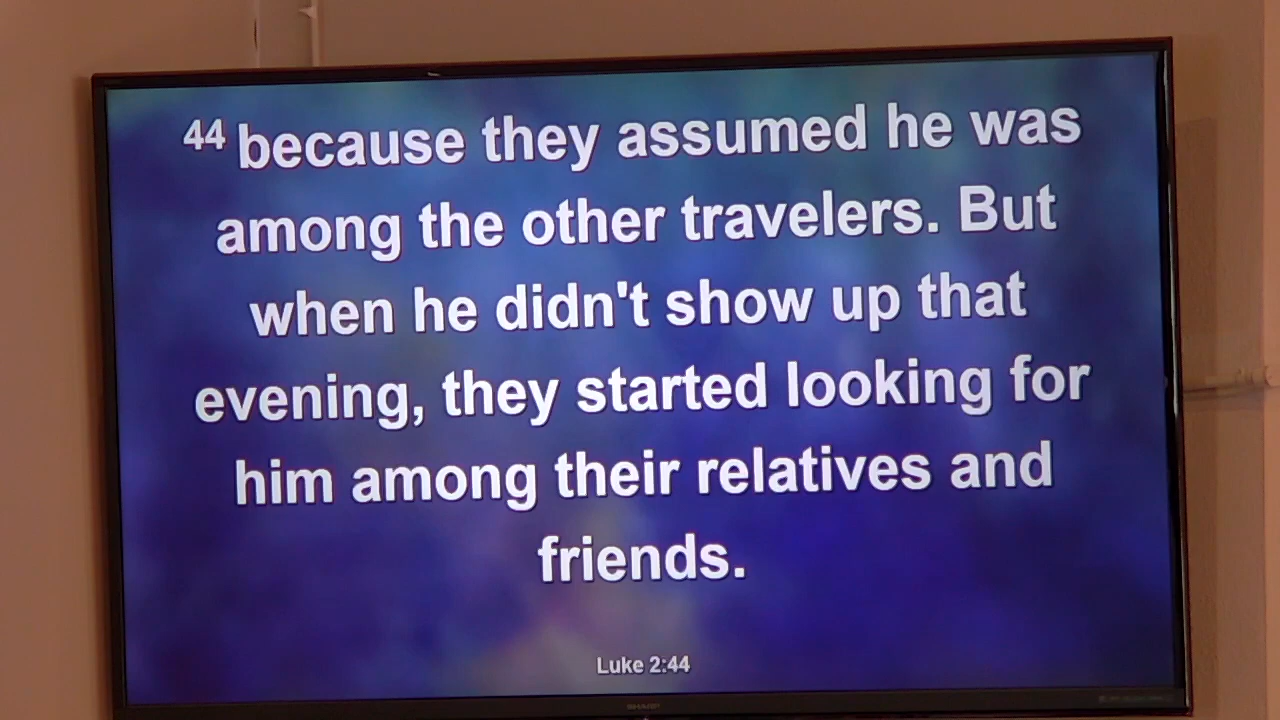 44 because they assumed he was
among the other travelers. But
when he didn't show up that
evening, they started looking for
him among their relatives and
friends.
Luke 2:44
SHARP